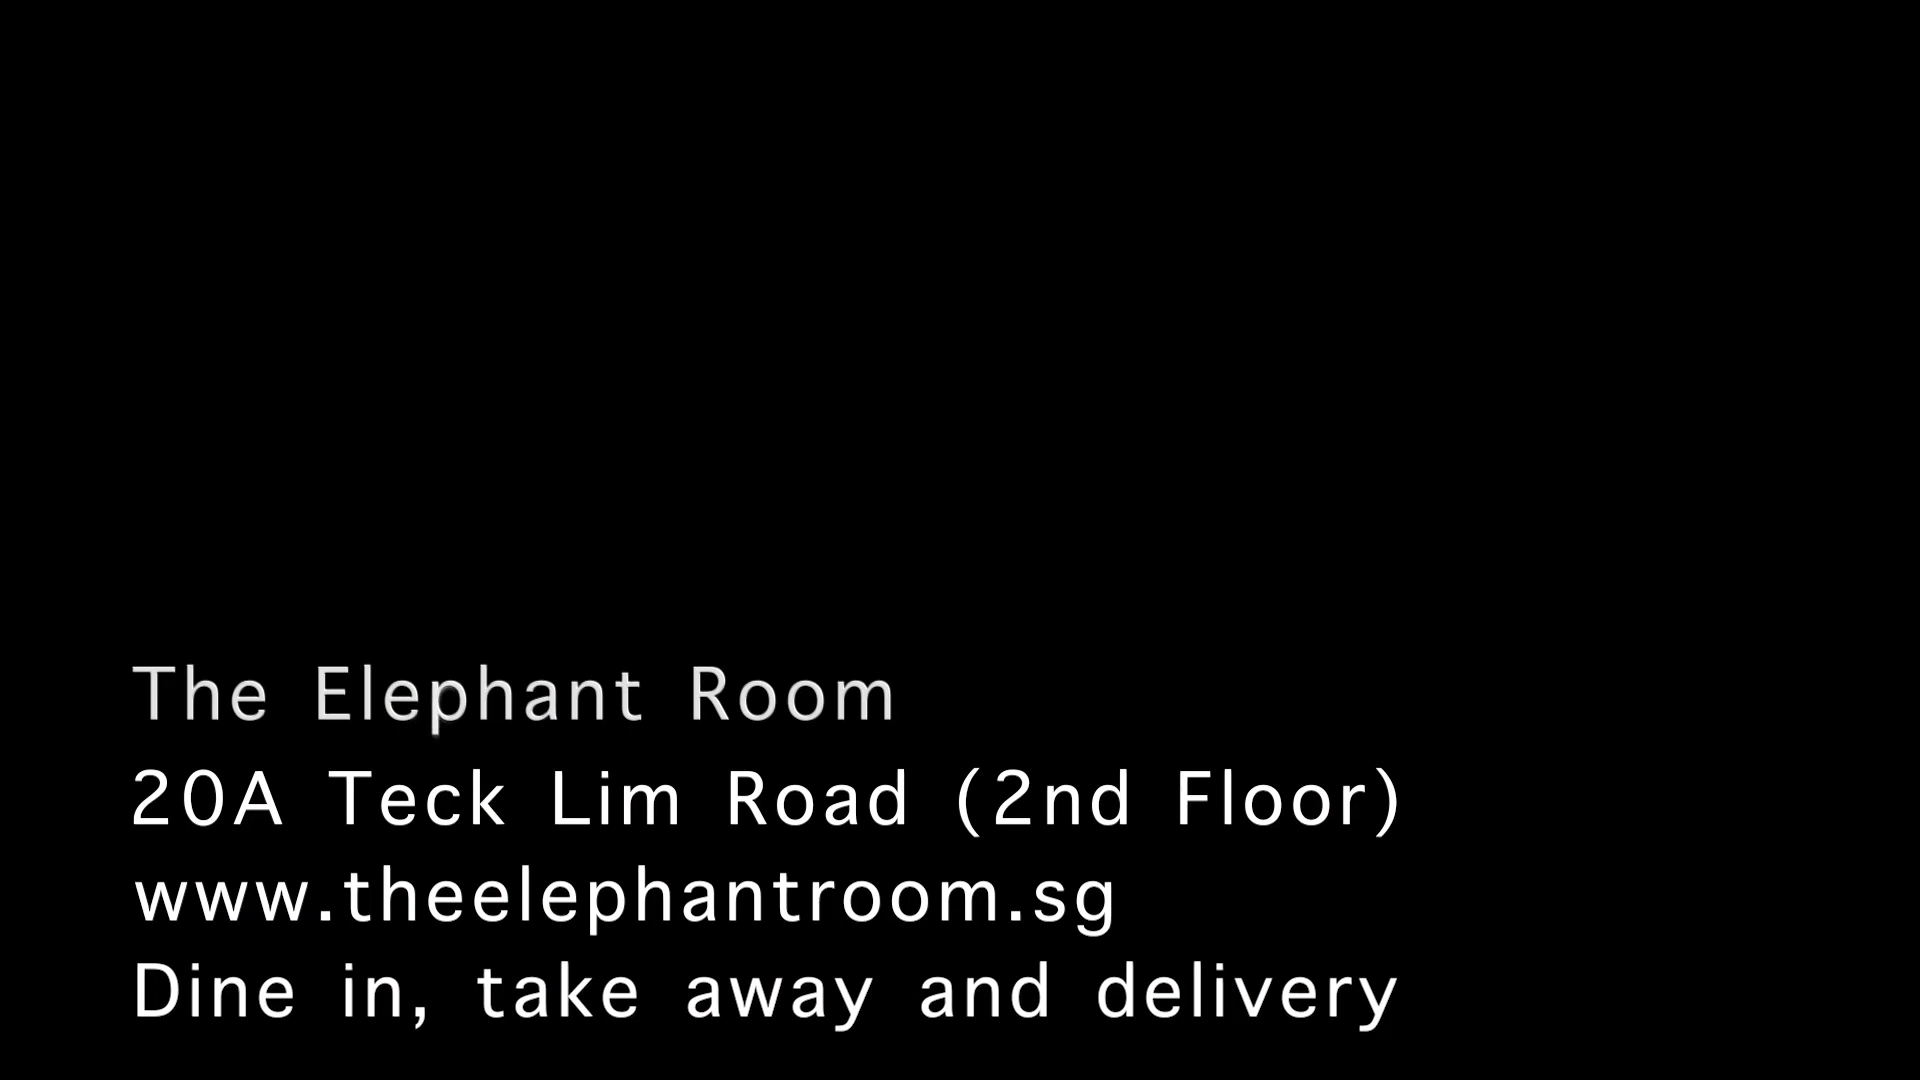 The Elephant Room
20A Teck Lim Road (2nd Floor)
www.theelephantroom.sg
Dine in, take away and delivery